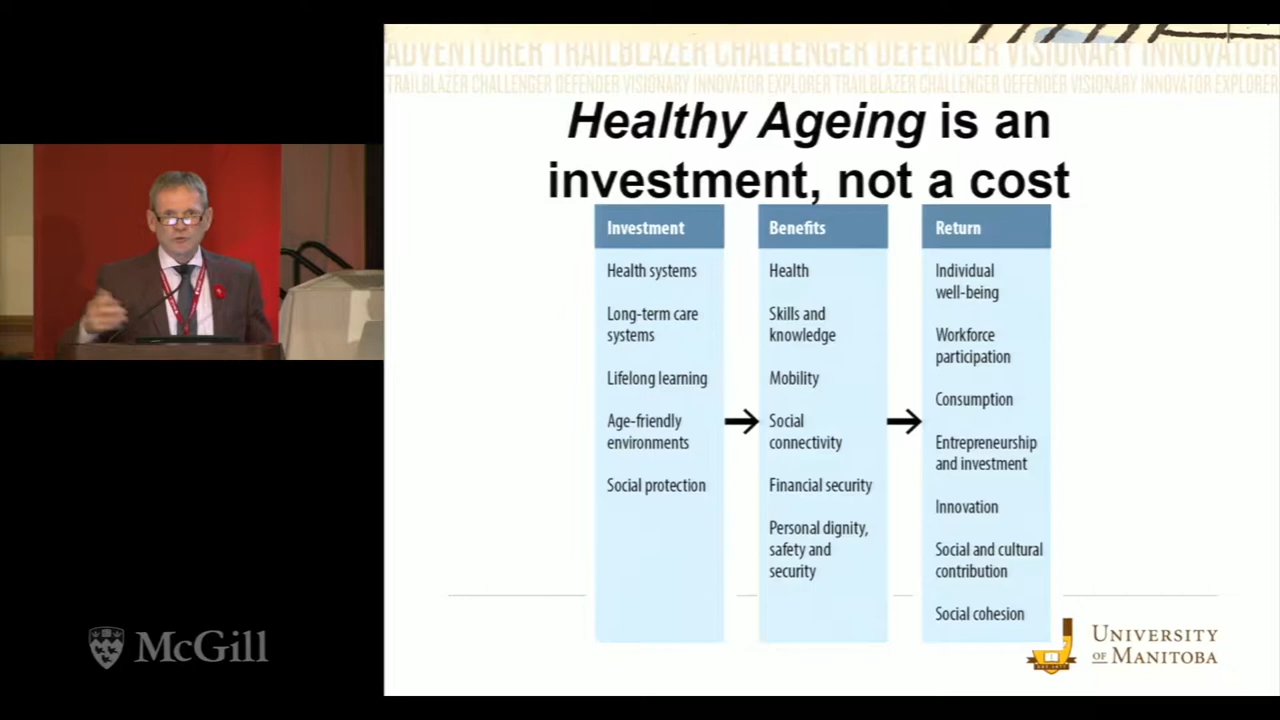 ADVENTURER TRAILBLAZER CHALLENGER DEFENDER VISIONARY INNOVATOR
TRAILBLAZER CHALLENGER DEFENDER VISIONARY INNOVATOR EXPLORER TRAILBLAZER CHALLENGER DEFENDER VISIONARY INNOVATOR EXPLORER
Healthy Ageing is an
investment, not a cost
Investment
Health systems
Long-term care
systems
Lifelong learning
Age-friendly
environments
Social protection
Benefits
Health
Skills and
knowledge
Mobility
Social
connectivity
Financial security
Personal dignity,
safety and
security
Return
Individual
well-being
Workforce
participation
Consumption
Entrepreneurship
and investment
Innovation
Social and cultural
contribution
Social cohesion
McGill
UNIVERSITY
OF MANITOBA